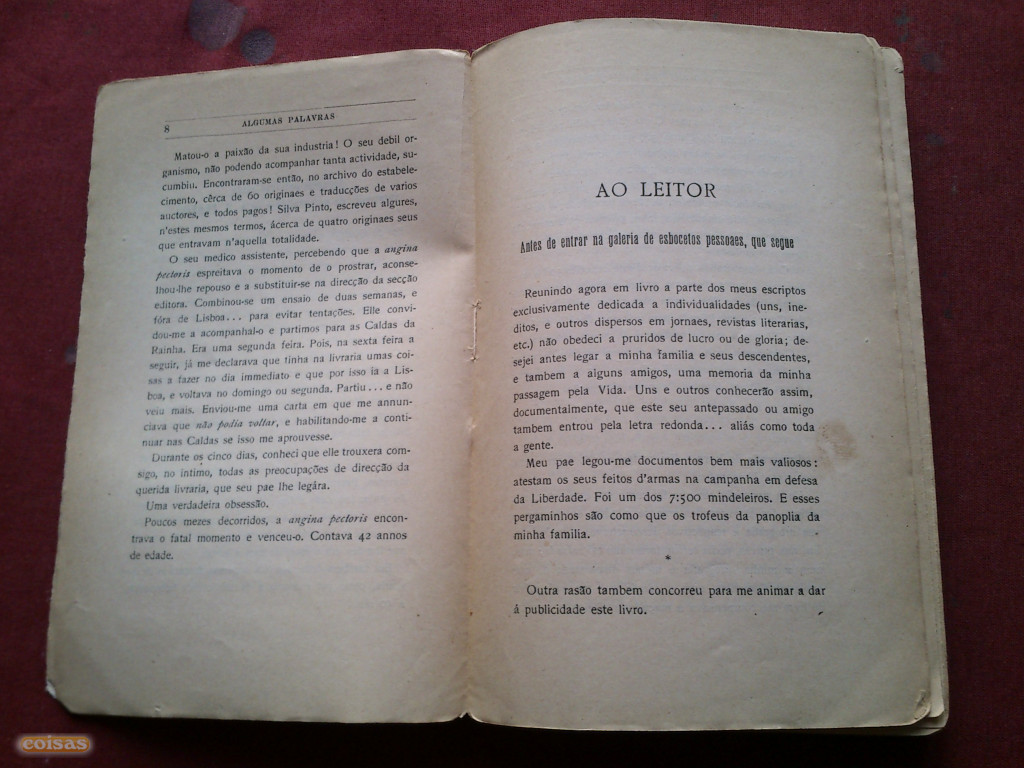 8 ALGUMAS PALAVRAS
Matou-o a paixão da sua industria! O seu debil or-
ganismo, não podendo acompanhar tanta actividade, su-
cumbiu. Encontraram-se então, no archivo do estabele-
cimento, cêrca de 60 originaes e traducções de varios
auctores, e todos pagos! Silva Pinto, escreveu algures,
n'estes mesmos termos, ácerca de quatro originaes seus
que entravam n'aquella totalidade.
O seu medico assistente, percebendo que a angina
pectoris espreitava o momento de o prostrar, aconse-
lhou-lhe repouso e a substituir-se na direcção da secção
editora. Combinou-se um ensaio de duas semanas, e
fóra de Lisboa... para evitar tentações. Elle convi-
dou-me a acompanhal-o e partimos para as Caldas da
Rainha. Era uma segunda feira. Pois, na sexta feira a
seguir, já me declarava que tinha na livraria umas coi-
sas a fazer no dia immediato e que por isso ia a Lis-
boa, e voltava no domingo ou segunda. Partiu... e não
veiu mais. Enviou-me uma carta em que me annun-
ciava que não podia voltar, e habilitando-me a conti-
nuar nas Caldas se isso me aprouvesse.
Durante os cinco dias, conheci que elle trouxera com-
sigo, no intimo, todas as preocupações de direcção da
querida livraria, que seu pae lhe legára.
Uma verdadeira obsessão.
Poucos mezes decorridos, a angina pectoris encon-
trava o fatal momento e venceu-o. Contava 42 annos
de edade.
AO LEITOR
Antes de entrar na galeria de esbocetos pessoaes, que segue
Reunindo agora em livro a parte dos meus escriptos
exclusivamente dedicada a individualidades (uns, ine-
ditos, e outros dispersos em jornaes, revistas literarias,
etc.) não obedeci a pruridos de lucro ou de gloria; de-
sejei antes legar a minha familia e seus descendentes,
e tambem a alguns amigos, uma memoria da minha
passagem pela Vida. Uns e outros conhecerão assim,
documentalmente, que este seu antepassado ou amigo
tambem entrou pela letra redonda... aliás como toda
a gente.
Meu pae legou-me documentos bem mais valiosos:
atestam os seus feitos d'armas na campanha em defesa
da Liberdade. Foi um dos 7:500 mindeleiros. E esses
pergaminhos são como que os trofeus da panoplia da
minha familia.
*
Outra rasão tambem concorreu para me animar a dar
á publicidade este livro.
coisas